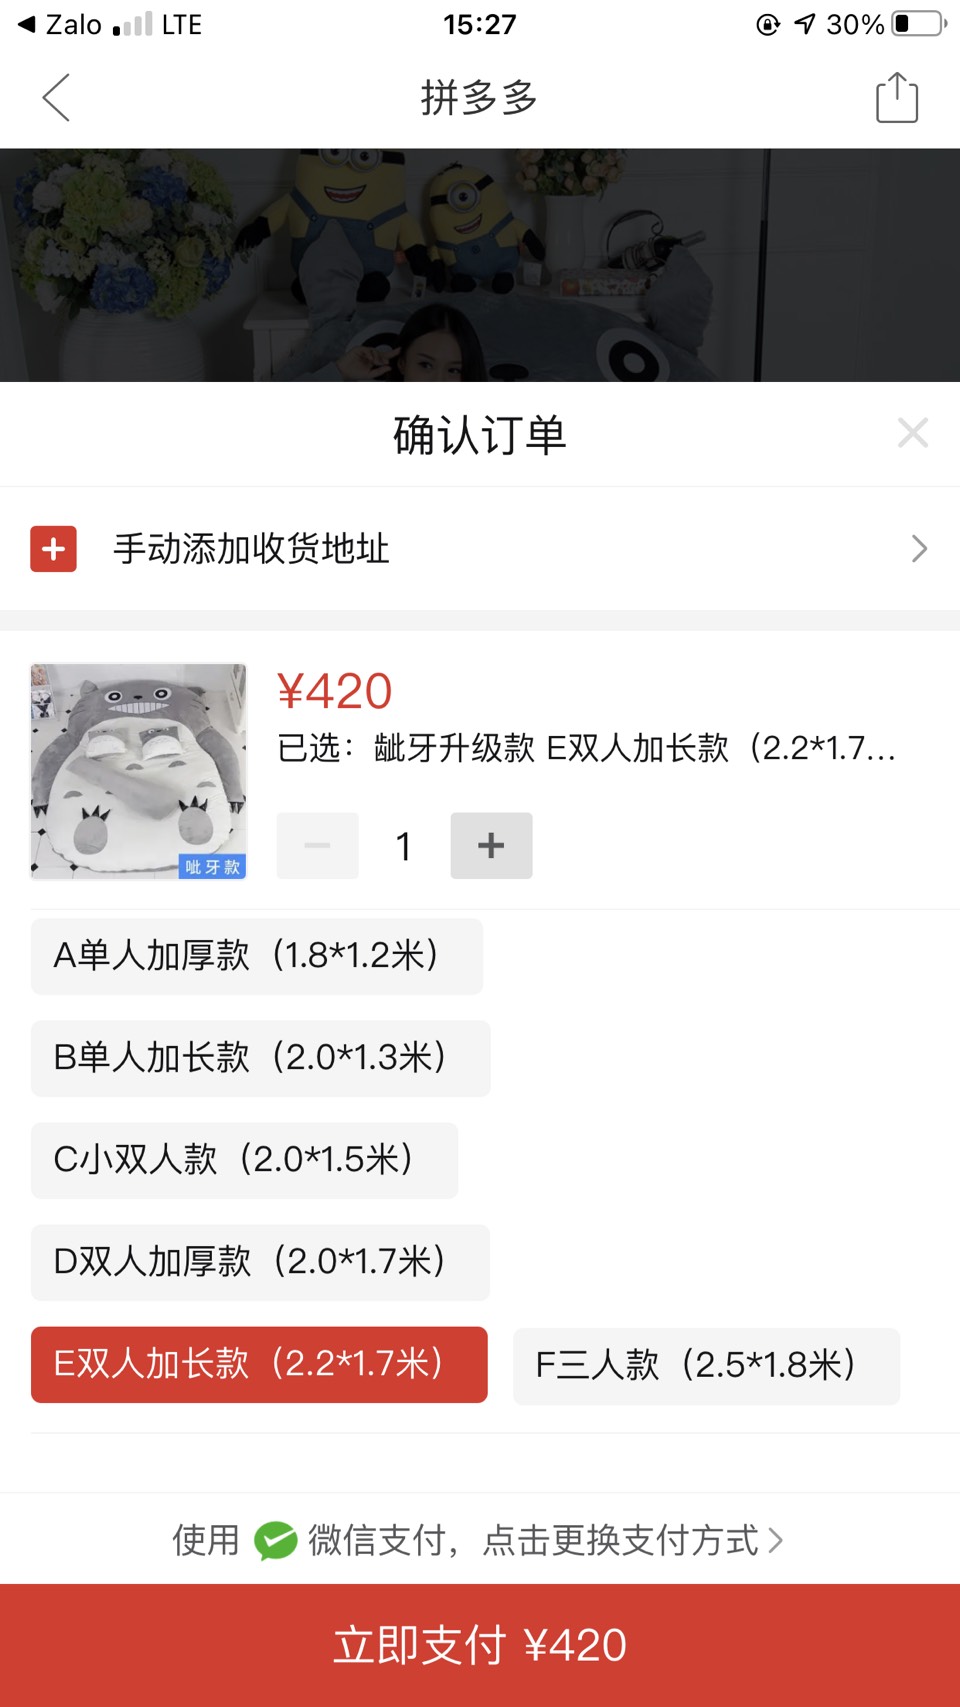 Zalo LTE 15:27 30%
拼多多
确认订单
手动添加收货地址
¥420
已选：龇牙升级款 E双人加长款（2.2*1.7...
1
呲牙款
A单人加厚款（1.8*1.2米）
B单人加长款（2.0*1.3米）
C小双人款（2.0*1.5米）
D双人加厚款（2.0*1.7米）
E双人加长款（2.2*1.7米） F三人款（2.5*1.8米）
使用 微信支付，点击更换支付方式
立即支付 ¥420